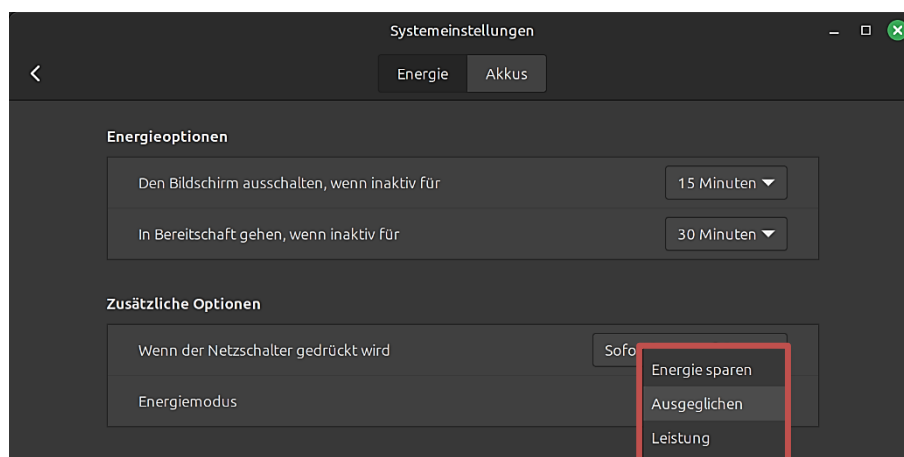 Systemeinstellungen
Energie Akkus
Energieoptionen
Den Bildschirm ausschalten, wenn inaktiv für 15 Minuten
In Bereitschaft gehen, wenn inaktiv für 30 Minuten
Zusätzliche Optionen
Wenn der Netzschalter gedrückt wird
Energie sparen
Energiemodus Ausgeglichen
Leistung